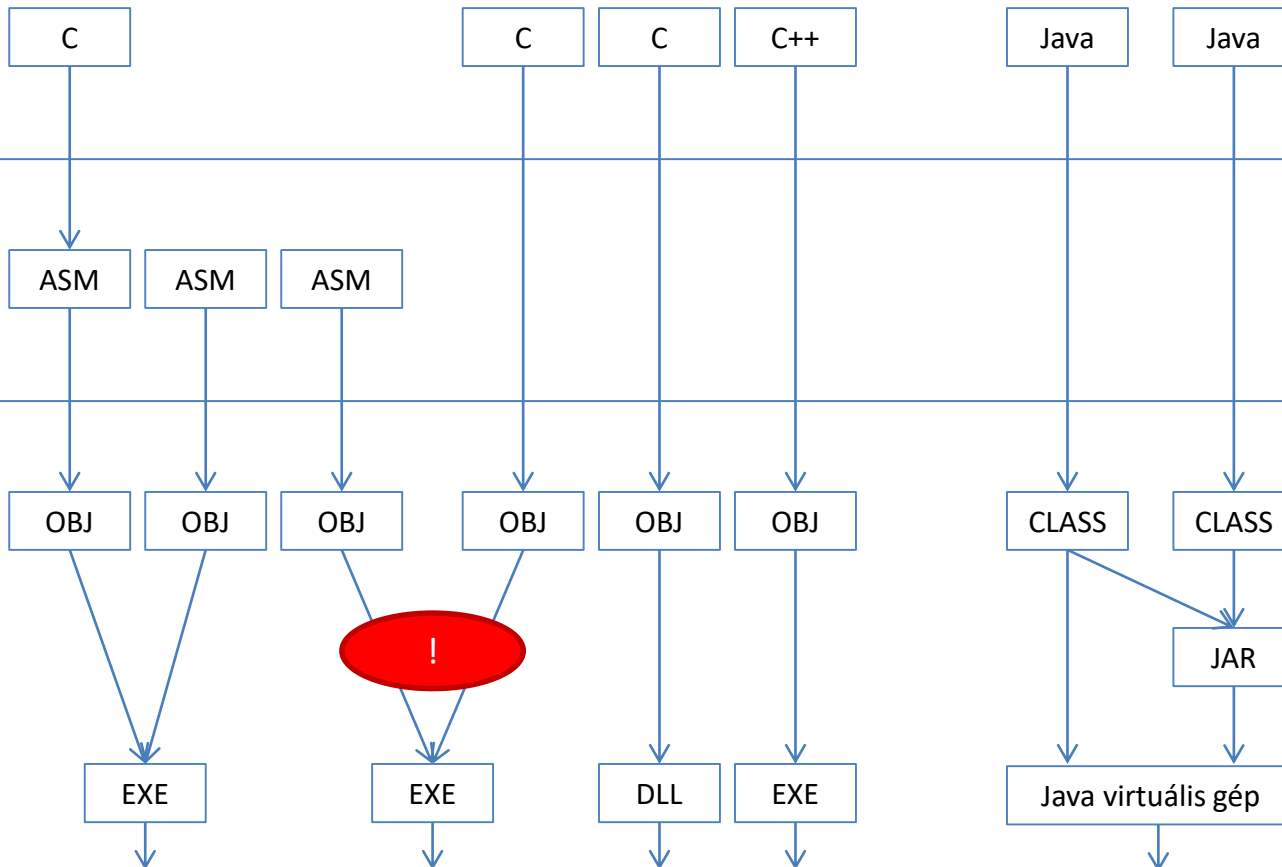 C
C
C
C++
Java
Java
ASM
ASM
ASM
OBJ
OBJ
OBJ
OBJ
OBJ
OBJ
CLASS
CLASS
!
JAR
EXE
EXE
DLL
EXE
Java virtuális gép